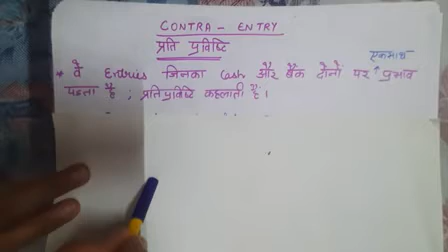 CONTRA - ENTRY
प्रति प्रविष्टि
एकसाथ
* वे Entries जिनका Cash और बैंक दोनों पर ↑ प्रभाव
पड़ता है ; प्रति प्रविष्टि कहलाती हैं।